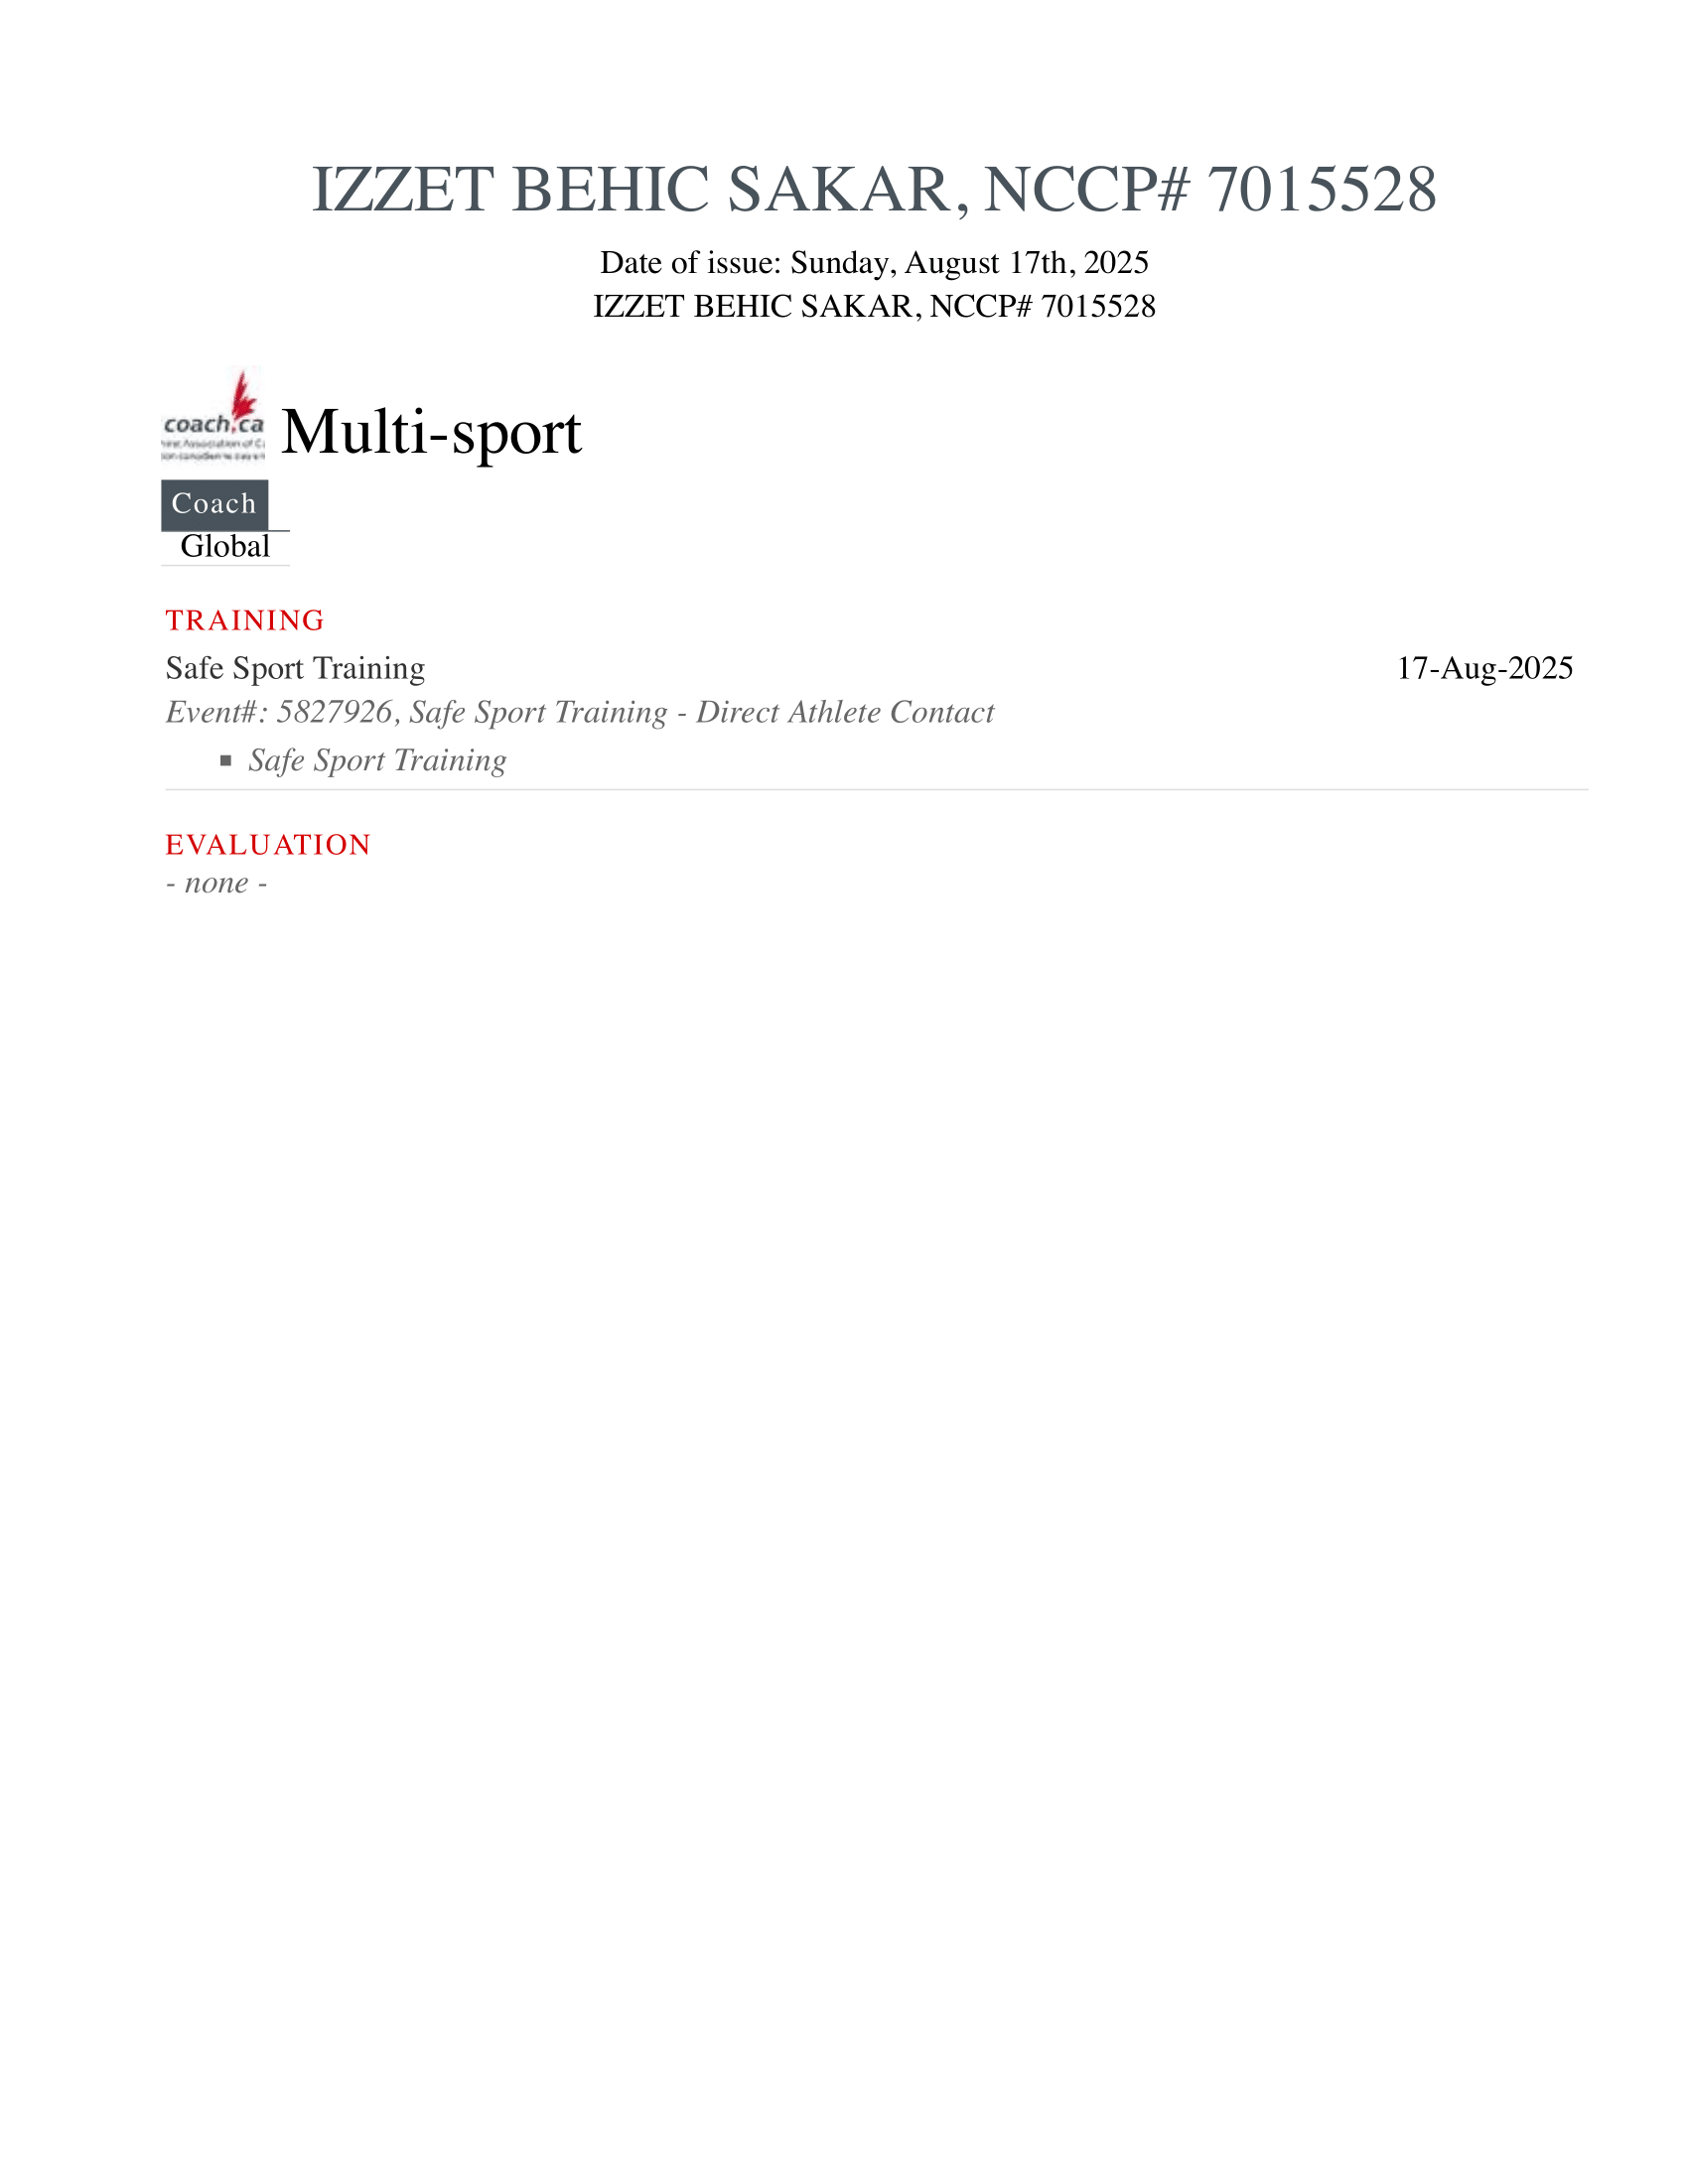 IZZET BEHIC SAKAR, NCCP# 7015528
Date of issue: Sunday, August 17th, 2025
IZZET BEHIC SAKAR, NCCP# 7015528
coach.ca
Multi-sport
Coach
Global
TRAINING
Safe Sport Training 17-Aug-2025
Event#: 5827926, Safe Sport Training - Direct Athlete Contact
▪ Safe Sport Training
EVALUATION
- none -